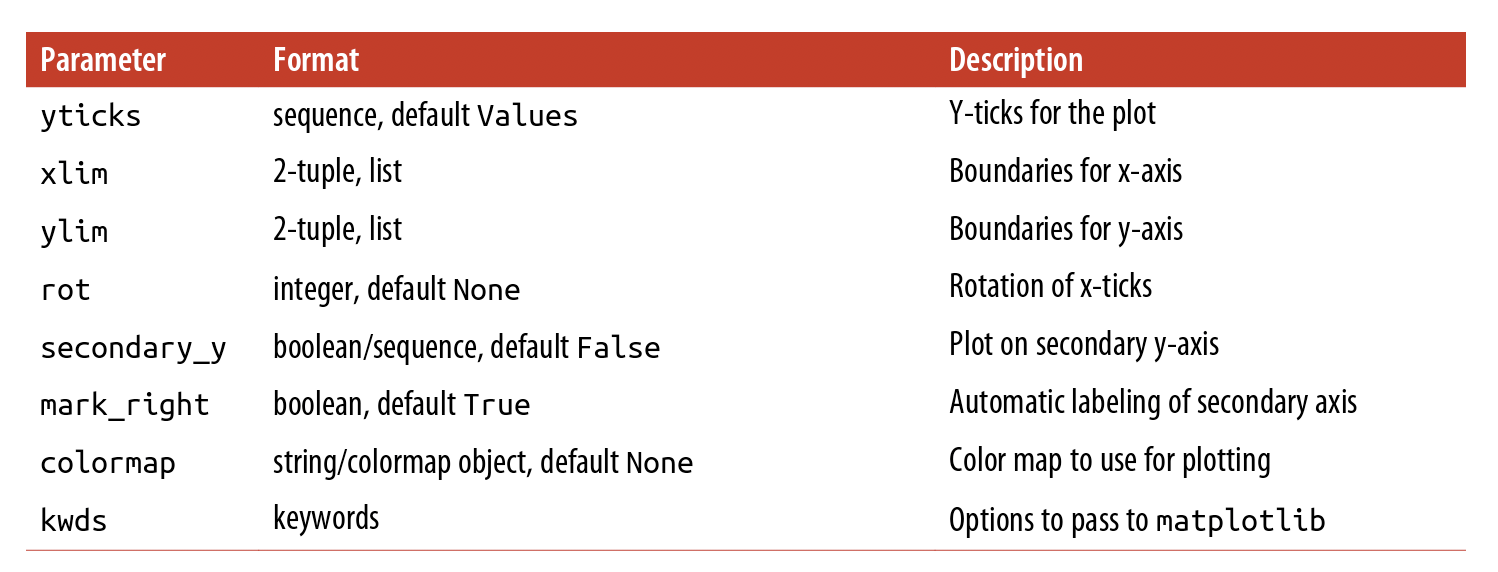 Parameter Format Description
yticks sequence, default Values Y-ticks for the plot
xlim 2-tuple, list Boundaries for x-axis
ylim 2-tuple, list Boundaries for y-axis
rot integer, default None Rotation of x-ticks
secondary_y boolean/sequence, default False Plot on secondary y-axis
mark_right boolean, default True Automatic labeling of secondary axis
colormap string/colormap object, default None Color map to use for plotting
kwds keywords Options to pass to matplotlib